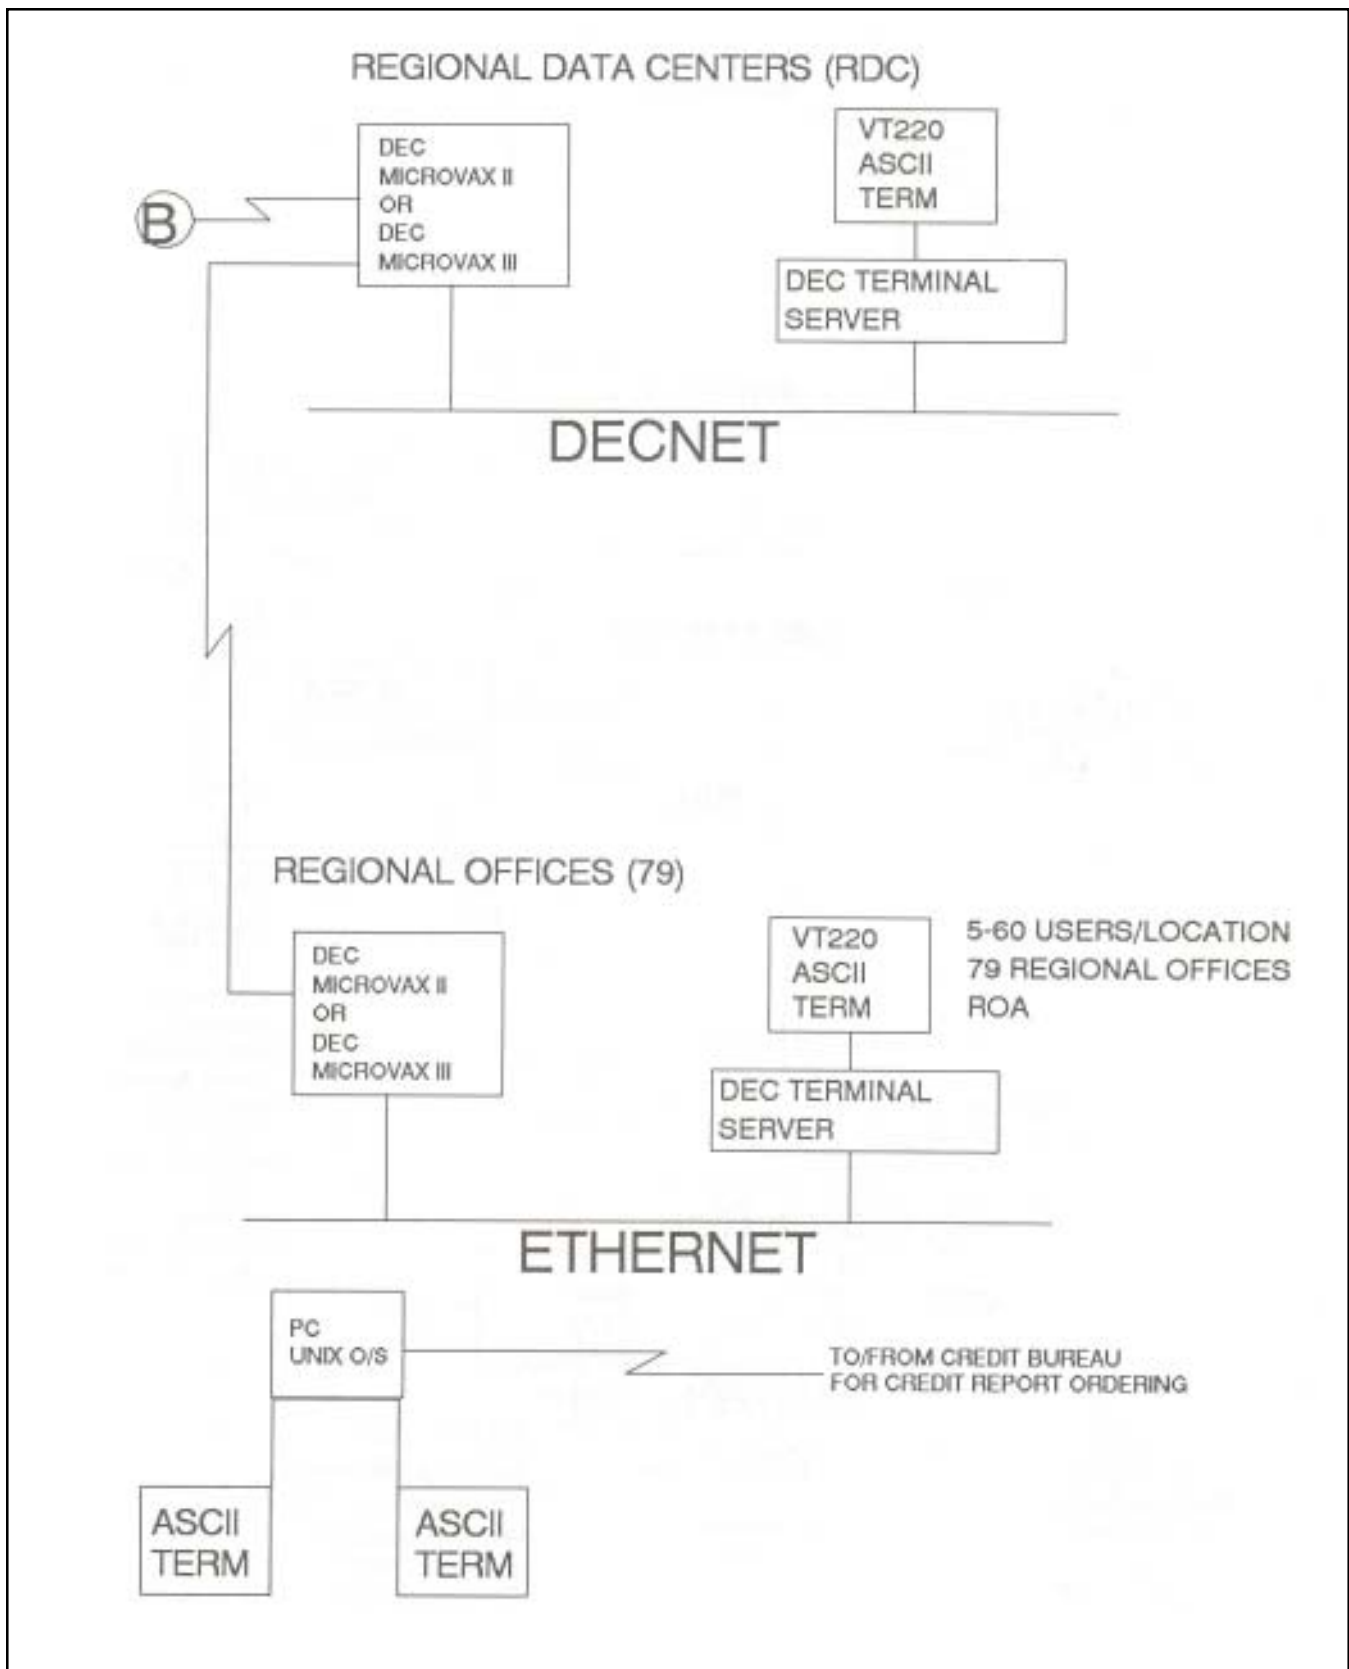 REGIONAL DATA CENTERS (RDC)
DEC
MICROVAX II
OR
DEC
MICROVAX III
VT220
ASCII
TERM
B
DEC TERMINAL
SERVER
DECNET
REGIONAL OFFICES (79)
DEC
MICROVAX II
OR
DEC
MICROVAX III
VT220
ASCII
TERM
5-60 USERS/LOCATION
79 REGIONAL OFFICES
ROA
DEC TERMINAL
SERVER
ETHERNET
PC
UNIX O/S
TO/FROM CREDIT BUREAU
FOR CREDIT REPORT ORDERING
ASCII
TERM
ASCII
TERM